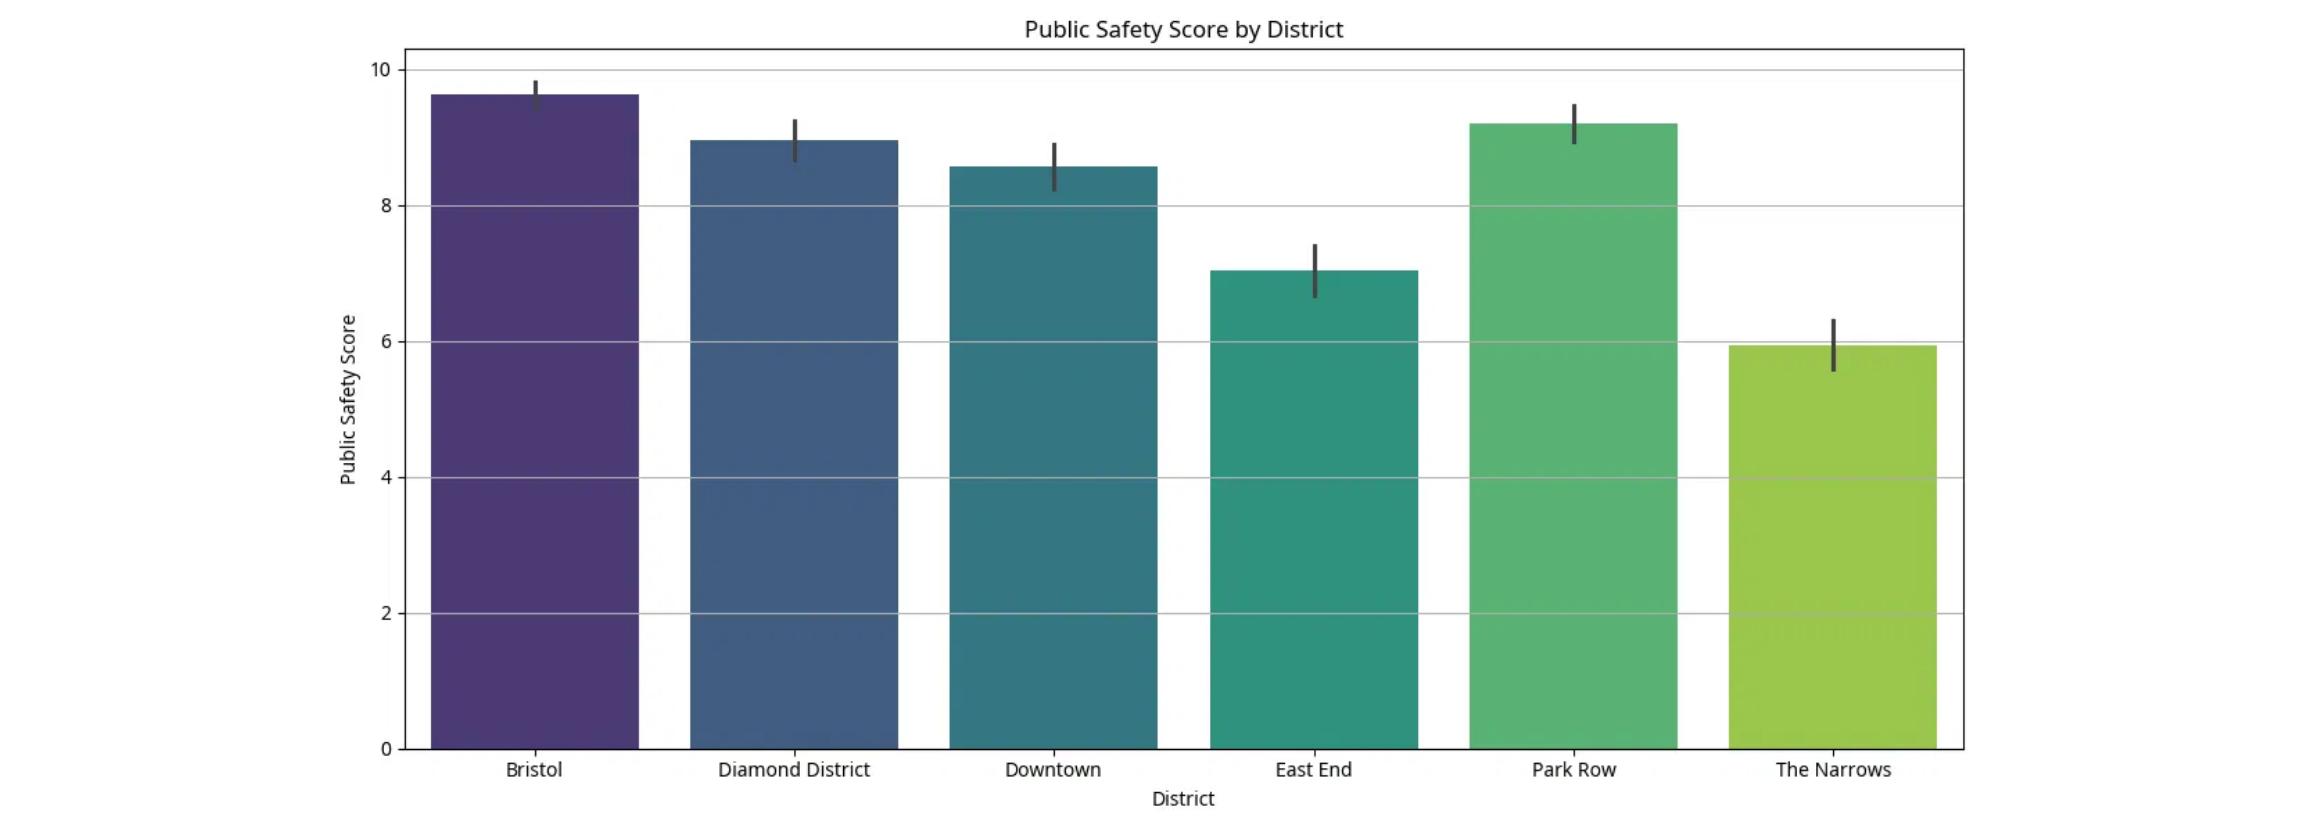 Public Safety Score by District
10
8
6
4
2
0
Public Safety Score
Bristol Diamond District Downtown East End Park Row The Narrows
District